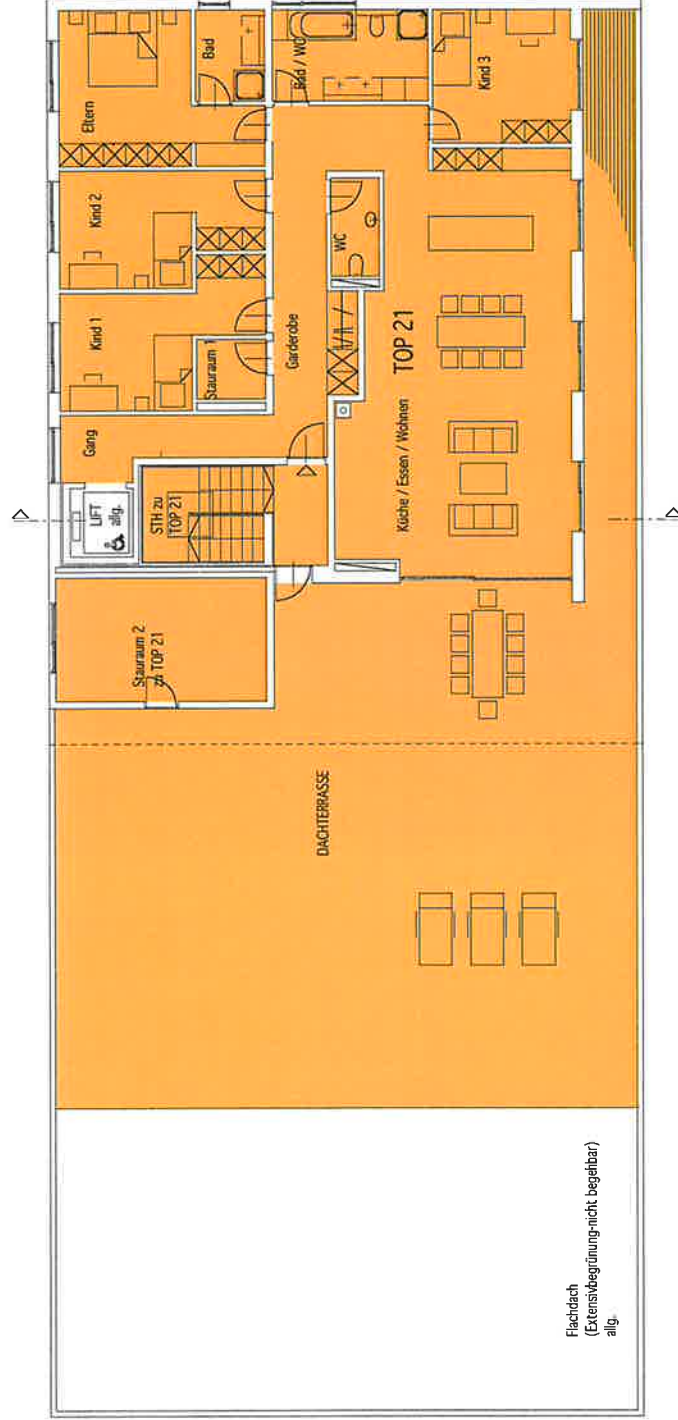 Eltern
Bad
Bad / WC
Kind 3
Kind 2
Kind 1
Stauraum 1
WC
Garderobe
Gang
TOP 21
Küche / Essen / Wohnen
LIFT
allg.
STH zu
TOP 21
Stauraum 2
zu TOP 21
DACHTERRASSE
Flachdach
(Extensivbegrünung-nicht begehbar)
allg.